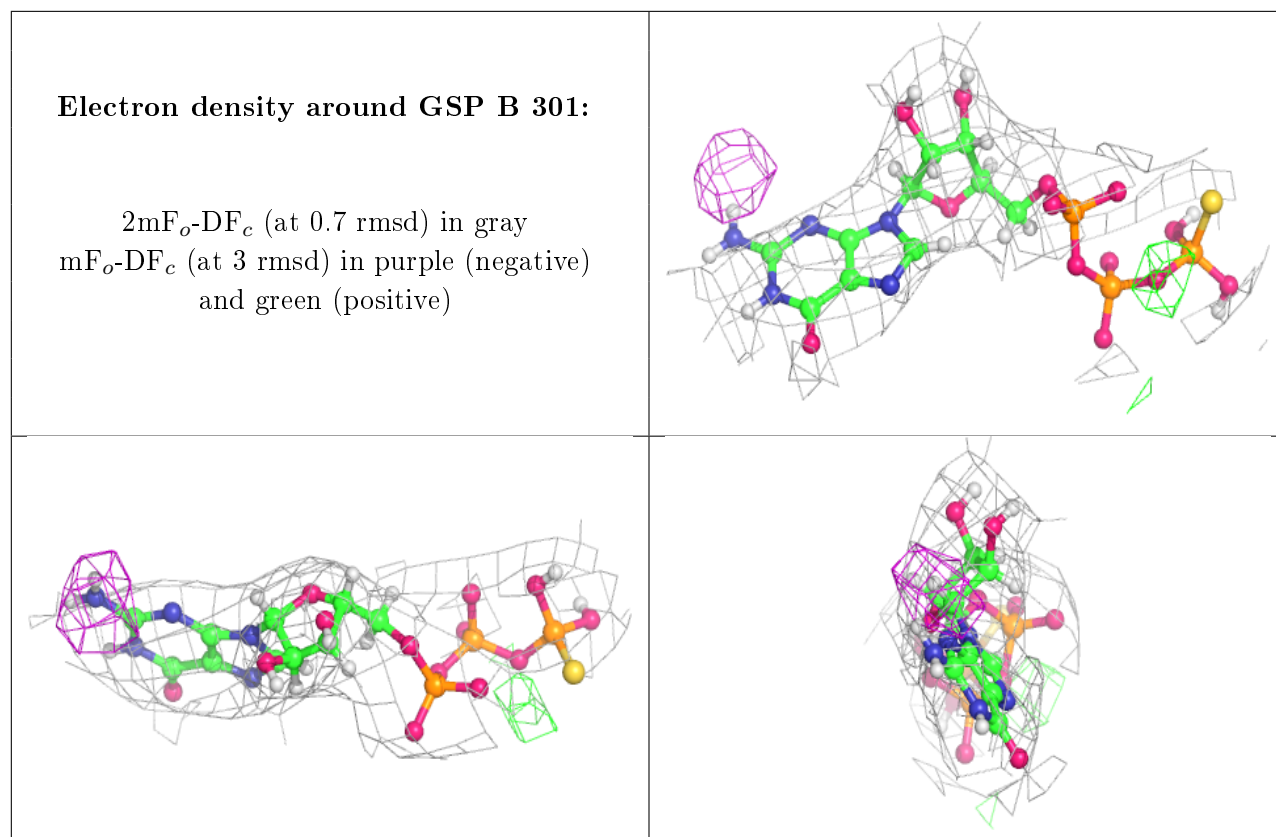 Electron density around GSP B 301:
2mFo-DFc (at 0.7 rmsd) in gray
mFo-DFc (at 3 rmsd) in purple (negative)
and green (positive)